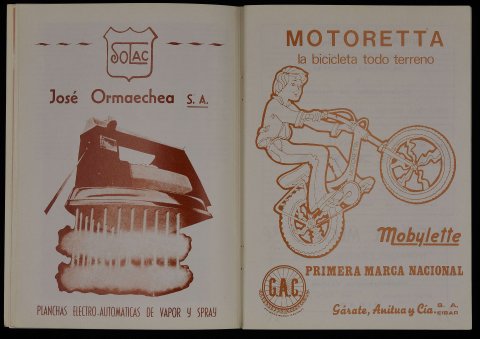 SOLAC
José Ormaechea S. A.
PLANCHAS ELECTRO-AUTOMATICAS DE VAPOR Y SPRAY
MOTORETTA
la bicicleta todo terreno
Mobylette
PRIMERA MARCA NACIONAL
G.A.C.
Gárate, Anitua y Cia. S. A.
-EIBAR